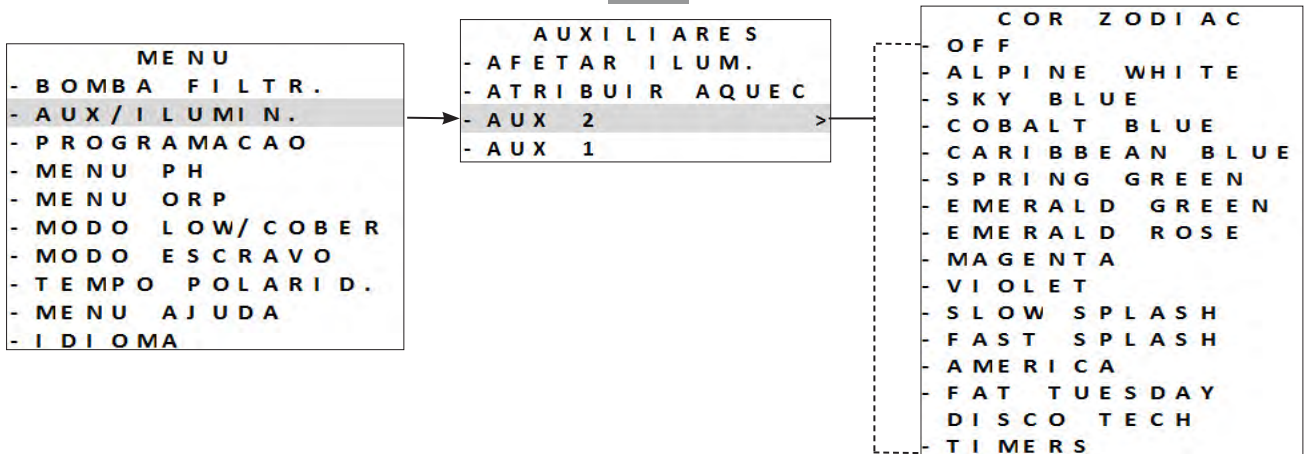 MENU
- BOMBA FILTR.
- AUX/ILUMIN.
- PROGRAMACAO
- MENU PH
- MENU ORP
- MODO LOW/COBER
- MODO ESCRAVO
- TEMPO POLARID.
- MENU AJUDA
- IDIOMA
AUXILIARES
- AFETAR ILUM.
- ATRIBUIR AQUEC
- AUX 2 >
- AUX 1
COR ZODIAC
- OFF
- ALPINE WHITE
- SKY BLUE
- COBALT BLUE
- CARIBBEAN BLUE
- SPRING GREEN
- EMERALD GREEN
- EMERALD ROSE
- MAGENTA
- VIOLET
- SLOW SPLASH
- FAST SPLASH
- AMERICA
- FAT TUESDAY
DISCO TECH
- TIMERS